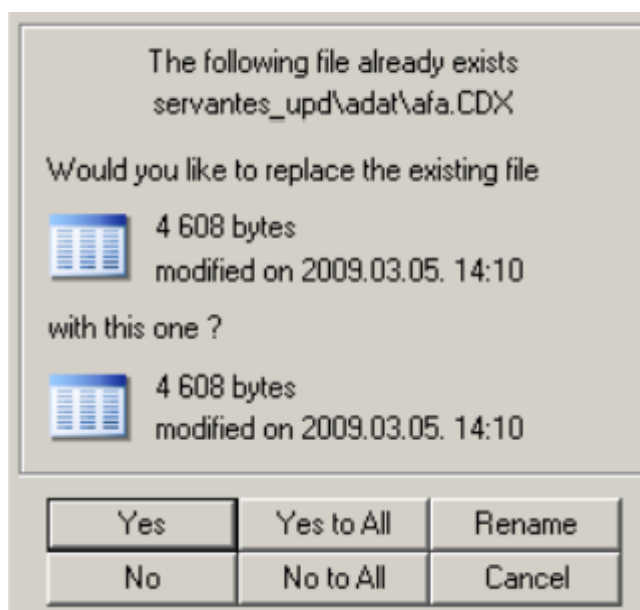 The following file already exists
servantes_upd\adat\afa.CDX
Would you like to replace the existing file
4 608 bytes
modified on 2009.03.05. 14:10
with this one ?
4 608 bytes
modified on 2009.03.05. 14:10
Yes Yes to All Rename
No No to All Cancel